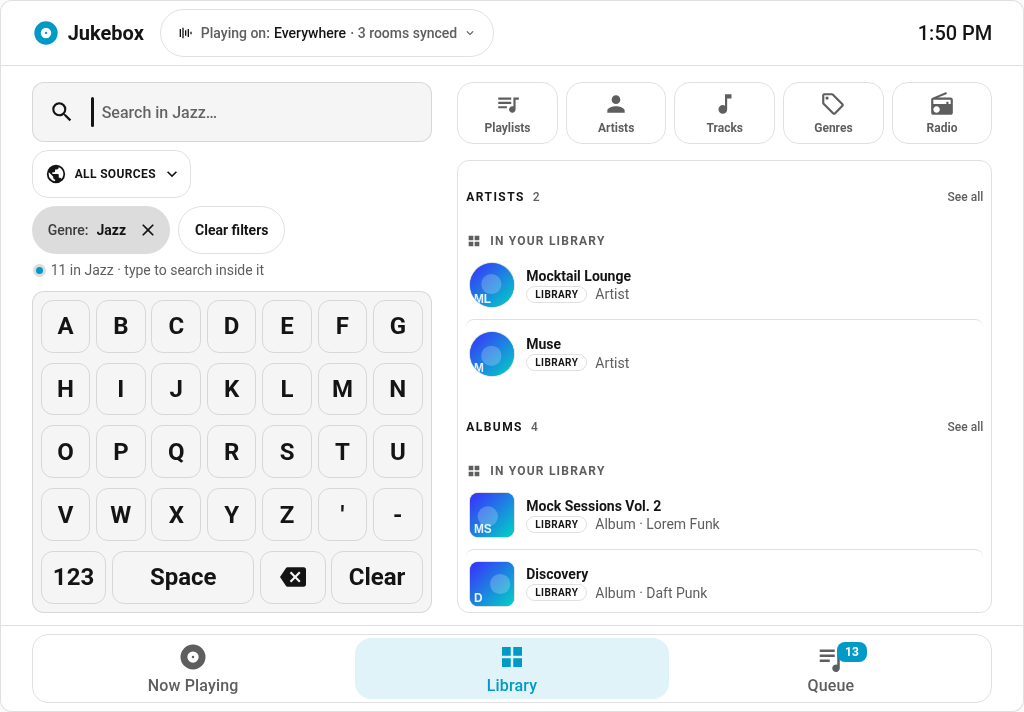 Jukebox
Playing on: Everywhere · 3 rooms synced
1:50 PM
Search in Jazz…
ALL SOURCES
Genre: Jazz
Clear filters
11 in Jazz · type to search inside it
A B C D E F G
H I J K L M N
O P Q R S T U
V W X Y Z ' -
123 Space Clear
Playlists
Artists
Tracks
Genres
Radio
ARTISTS 2
See all
IN YOUR LIBRARY
ML
Mocktail Lounge
LIBRARY Artist
M
Muse
LIBRARY Artist
ALBUMS 4
See all
IN YOUR LIBRARY
MS
Mock Sessions Vol. 2
LIBRARY Album · Lorem Funk
D
Discovery
LIBRARY Album · Daft Punk
Now Playing
Library
13
Queue